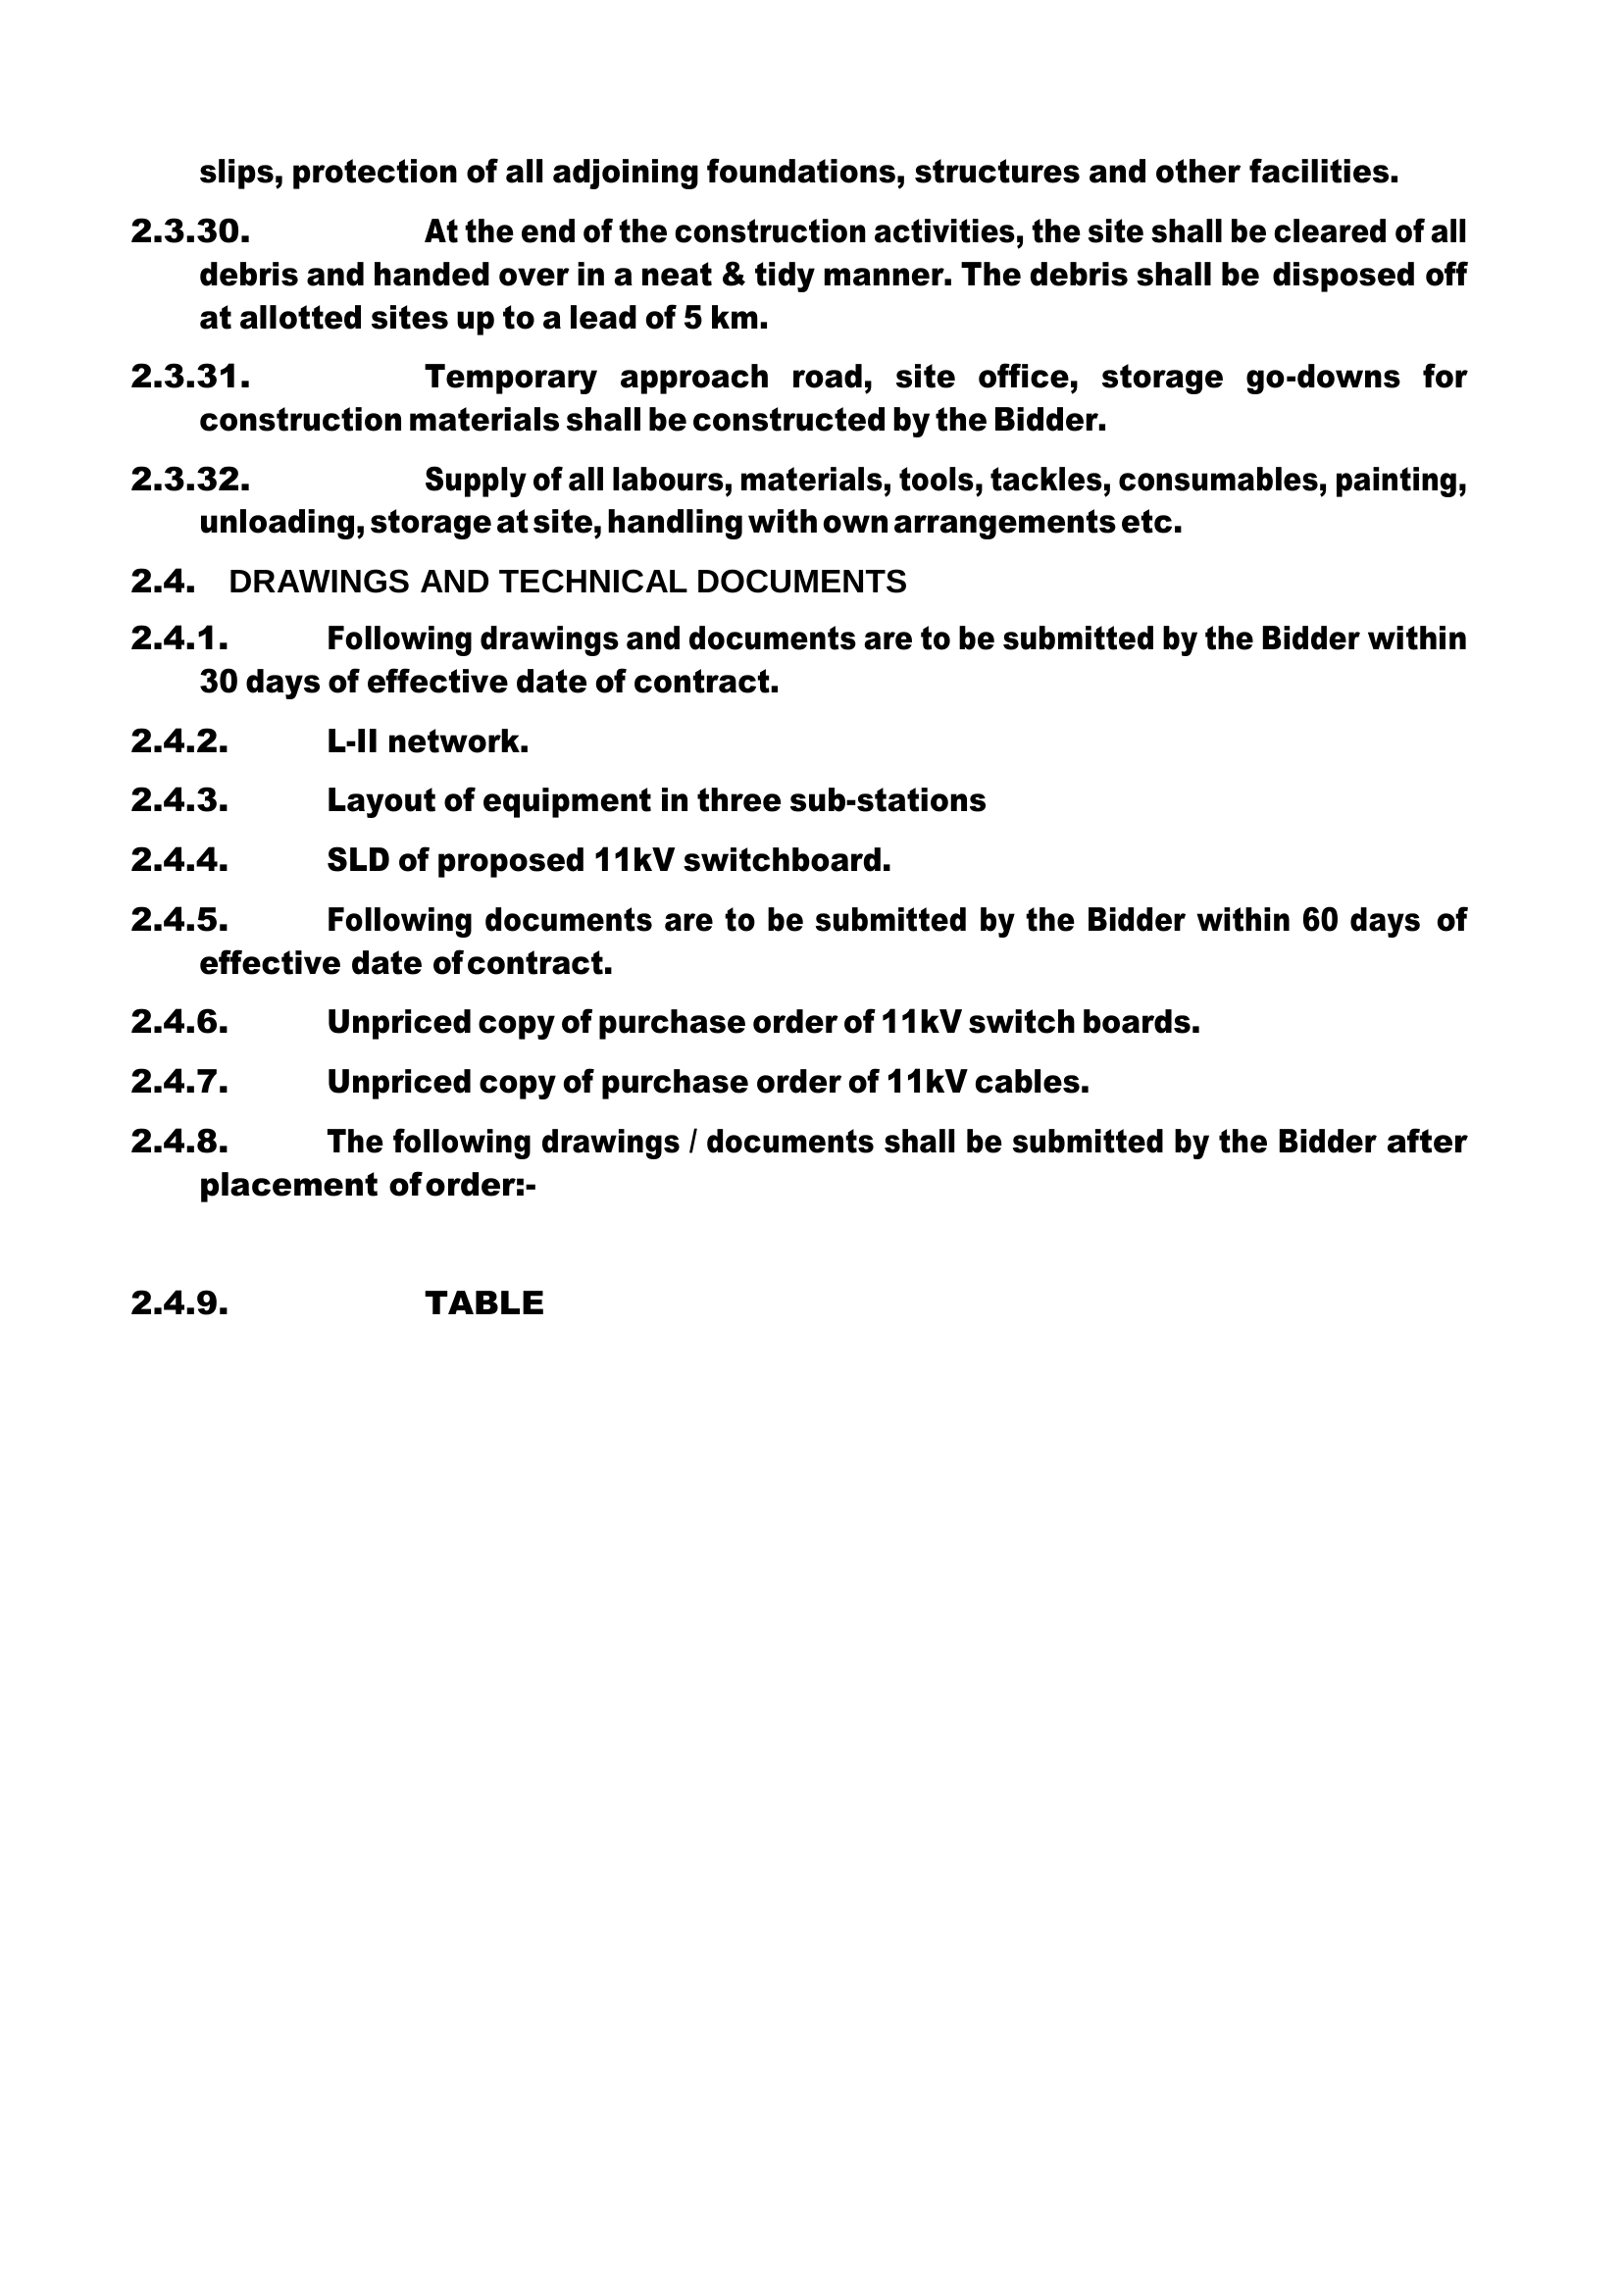 slips, protection of all adjoining foundations, structures and other facilities.
2.3.30. At the end of the construction activities, the site shall be cleared of all
debris and handed over in a neat & tidy manner. The debris shall be disposed off
at allotted sites up to a lead of 5 km.
2.3.31. Temporary approach road, site office, storage go-downs for
construction materials shall be constructed by the Bidder.
2.3.32. Supply of all labours, materials, tools, tackles, consumables, painting,
unloading, storage at site, handling with own arrangements etc.
2.4. DRAWINGS AND TECHNICAL DOCUMENTS
2.4.1. Following drawings and documents are to be submitted by the Bidder within
30 days of effective date of contract.
2.4.2. L-II network.
2.4.3. Layout of equipment in three sub-stations
2.4.4. SLD of proposed 11kV switchboard.
2.4.5. Following documents are to be submitted by the Bidder within 60 days of
effective date of contract.
2.4.6. Unpriced copy of purchase order of 11kV switch boards.
2.4.7. Unpriced copy of purchase order of 11kV cables.
2.4.8. The following drawings / documents shall be submitted by the Bidder after
placement of order:-
2.4.9. TABLE